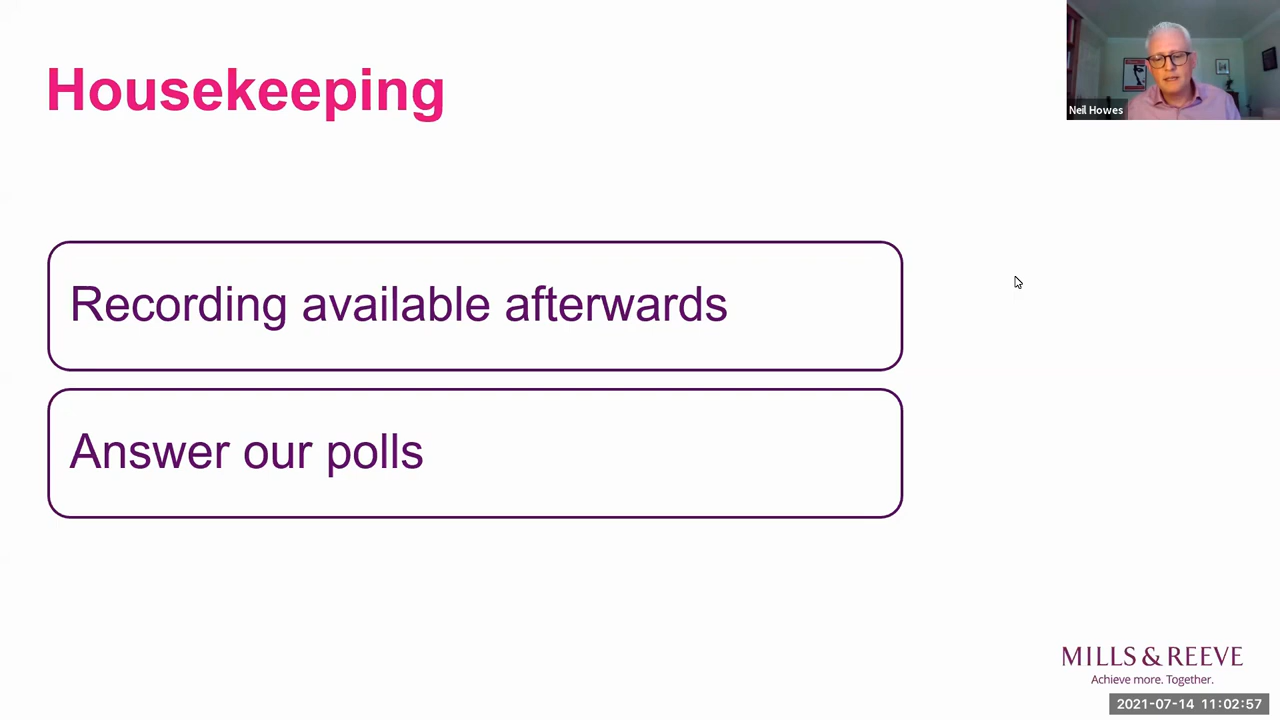 Housekeeping
Neil Howes
Recording available afterwards
Answer our polls
MILLS & REEVE
Achieve more. Together.
2021-07-14 11:02:57